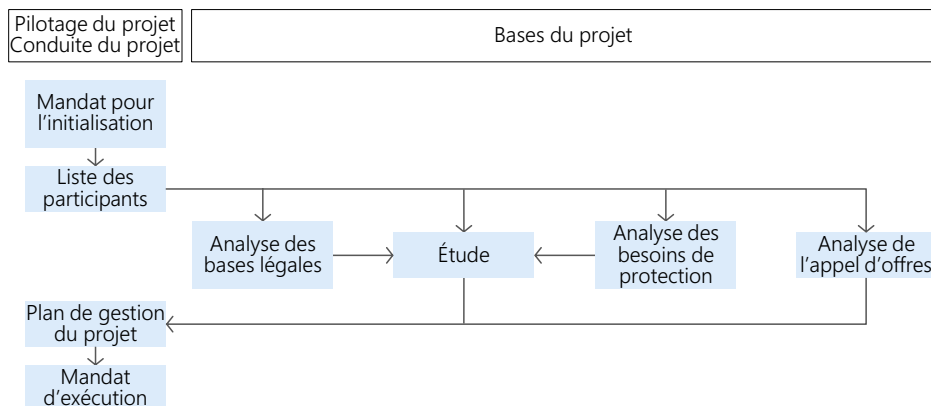 Pilotage du projet
Conduite du projet
Bases du projet
Mandat pour
l'initialisation
Liste des
participants
Analyse des
bases légales
Étude
Analyse des
besoins de
protection
Analyse de
l'appel d'offres
Plan de gestion
du projet
Mandat
d'exécution